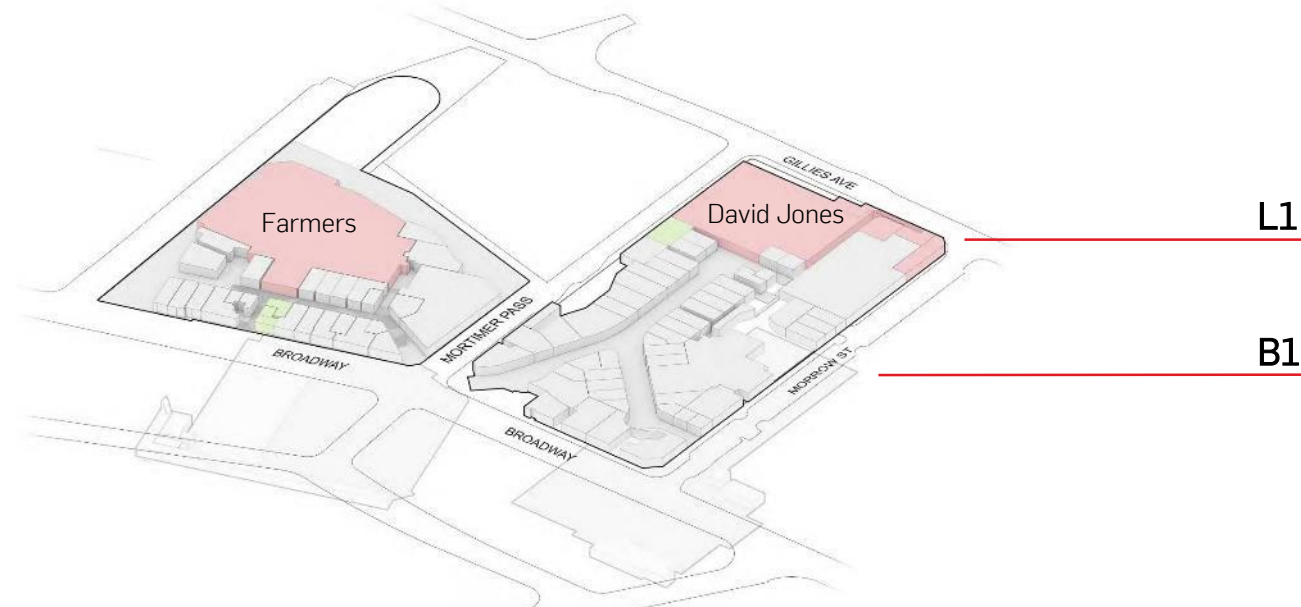 GILLIES AVE
David Jones
L1
Farmers
MORTIMER PASS
BROADWAY
MORROW ST
B1
BROADWAY